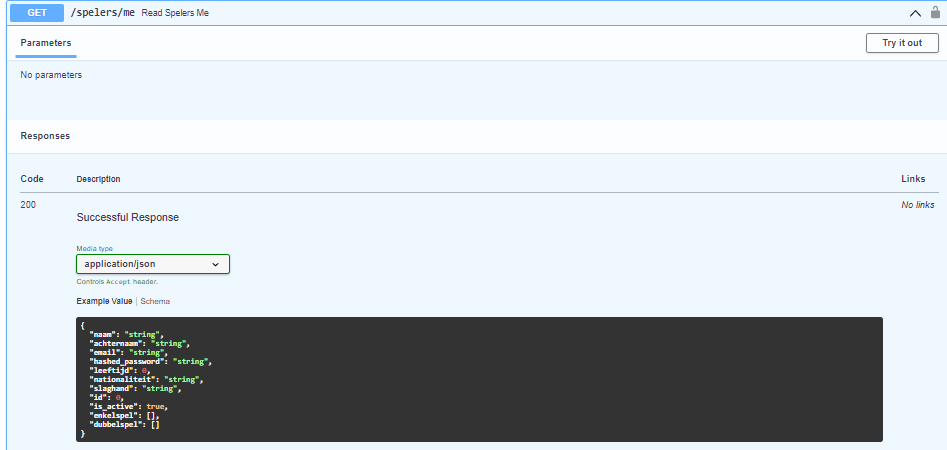 GET /spelers/me Read Spelers Me
Parameters
Try it out
No parameters
Responses
Code Description Links
200 Successful Response No links
Media type
application/json
Controls Accept header.
Example Value | Schema
{
  "naam": "string",
  "achternaam": "string",
  "email": "string",
  "hashed_password": "string",
  "leeftijd": 0,
  "nationaliteit": "string",
  "slaghand": "string",
  "id": 0,
  "is_active": true,
  "enkelspel": [],
  "dubbelspel": []
}